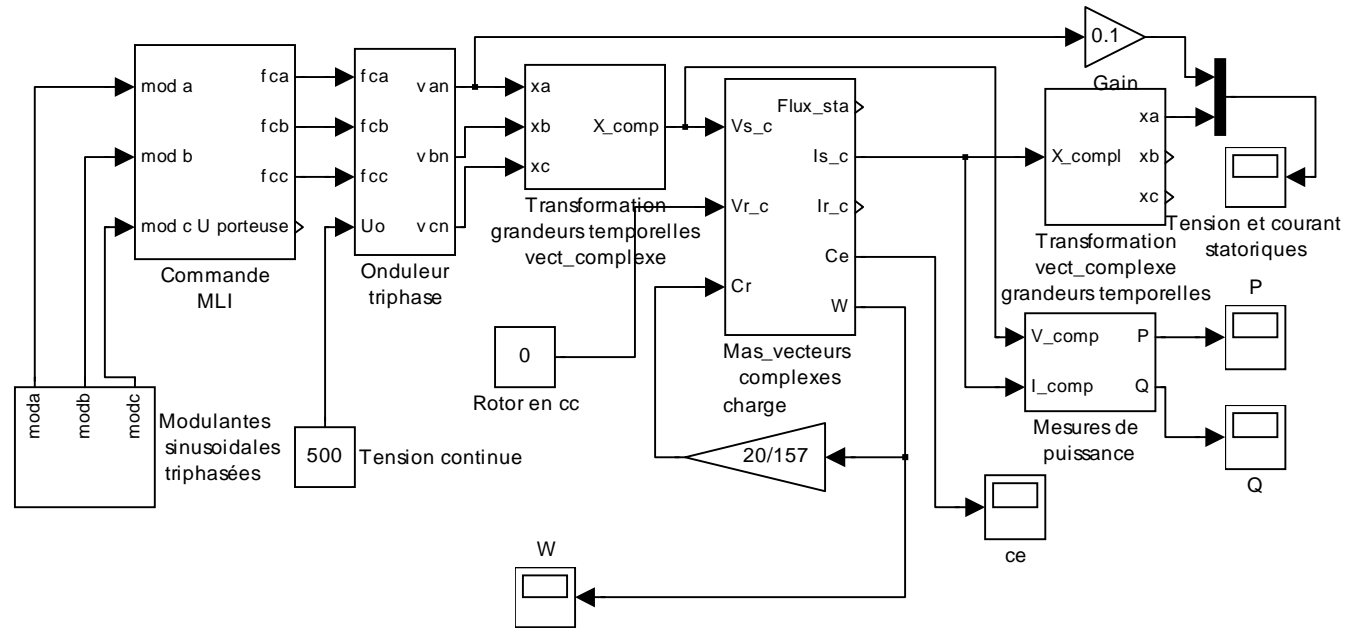 0.1
Gain
mod a
mod b
mod c U porteuse
fca
fcb
fcc
Commande
MLI
fca
fcb
fcc
Uo
van
vbn
vcn
Onduleur
triphase
xa
xb
xc
X_comp
Transformation
grandeurs temporelles
vect_complexe
Vs_c
Vr_c
Cr
Flux_sta
Is_c
Ir_c
Ce
W
Mas_vecteurs
complexes
X_compl
xa
xb
xc
Transformation
vect_complexe
grandeurs temporelles
Tension et courant
statoriques
V_comp
I_comp
P
Q
Mesures de
puissance
P
Q
0
Rotor en cc
charge
20/157
moda
modb
modc
Modulantes
sinusoidales
triphasées
500
Tension continue
ce
W